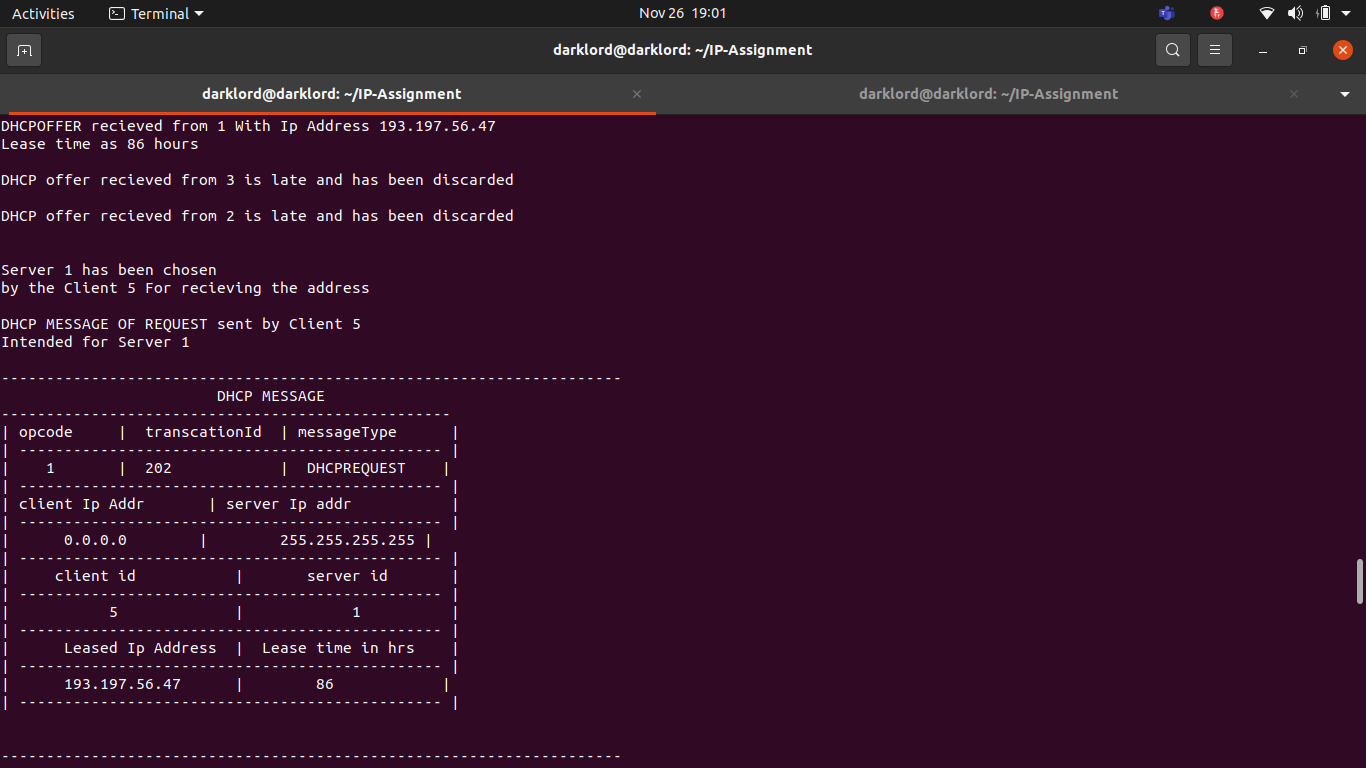 Activities Terminal Nov 26 19:01
darklord@darklord: ~/IP-Assignment
darklord@darklord: ~/IP-Assignment × darklord@darklord: ~/IP-Assignment ×
DHCPOFFER recieved from 1 With Ip Address 193.197.56.47
Lease time as 86 hours
DHCP offer recieved from 3 is late and has been discarded
DHCP offer recieved from 2 is late and has been discarded
Server 1 has been chosen
by the Client 5 For recieving the address
DHCP MESSAGE OF REQUEST sent by Client 5
Intended for Server 1
---------------------------------------------------------------------
                        DHCP MESSAGE
--------------------------------------------------
| opcode     |  transcationId  | messageType      |
| ----------------------------------------------- |
|    1       |  202            |  DHCPREQUEST    |
| ----------------------------------------------- |
| client Ip Addr       | server Ip addr           |
| ----------------------------------------------- |
|      0.0.0.0        |        255.255.255.255 |
| ----------------------------------------------- |
|     client id           |       server id       |
| ----------------------------------------------- |
|           5             |            1          |
| ----------------------------------------------- |
|      Leased Ip Address  |  Lease time in hrs    |
| ----------------------------------------------- |
|      193.197.56.47      |        86            |
| ----------------------------------------------- |
---------------------------------------------------------------------